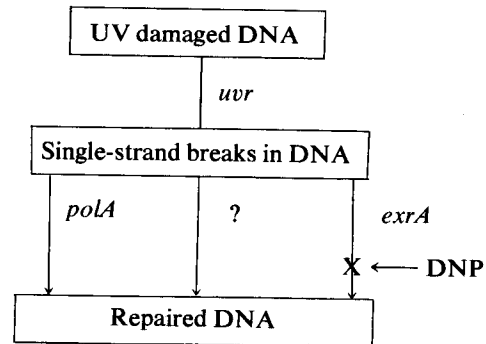 UV damaged DNA
uvr
Single-strand breaks in DNA
polA
?
exrA
X
DNP
Repaired DNA